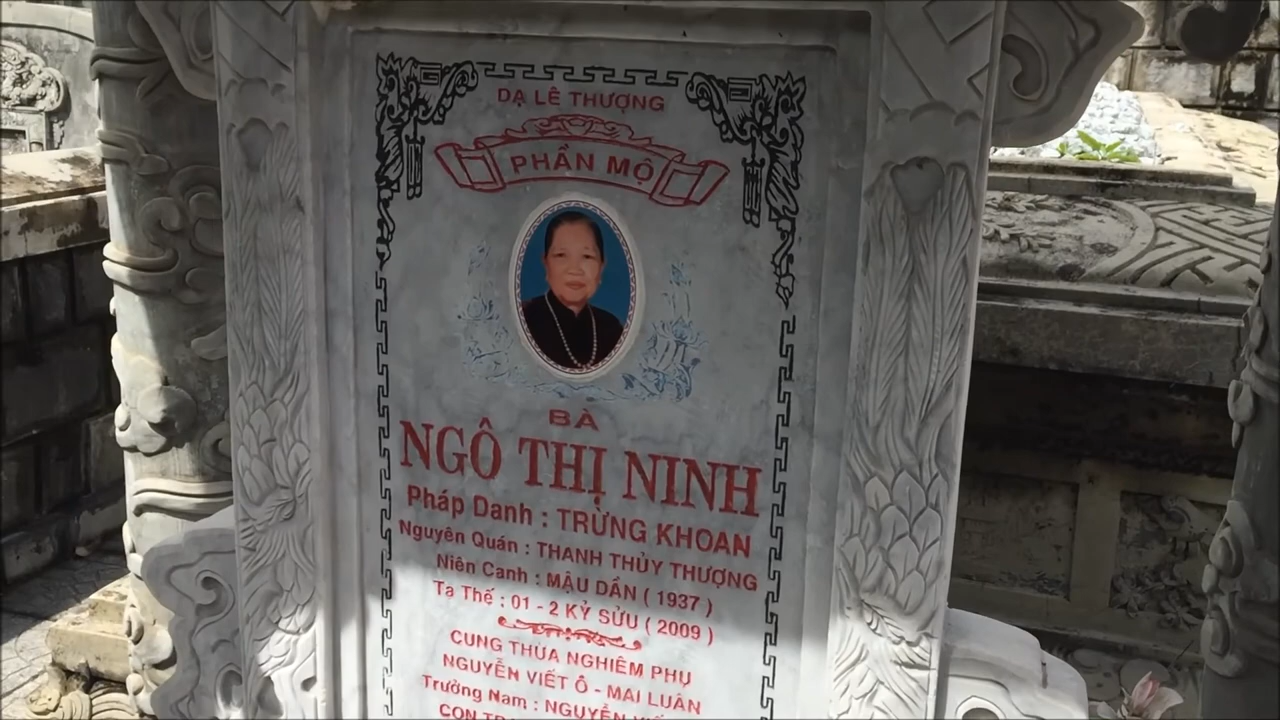 DẠ LÊ THƯỢNG
PHẦN MỘ
BÀ
NGÔ THỊ NINH
Pháp Danh : TRỪNG KHOAN
Nguyên Quán : THANH THỦY THƯỢNG
Niên Canh : MẬU DẦN ( 1937 )
Tạ Thế : 01 - 2 KỶ SỬU ( 2009 )
CUNG THỪA NGHIÊM PHỤ
NGUYỄN VIẾT Ô - MAI LUÂN
Trưởng Nam : NGUYỄN
CON